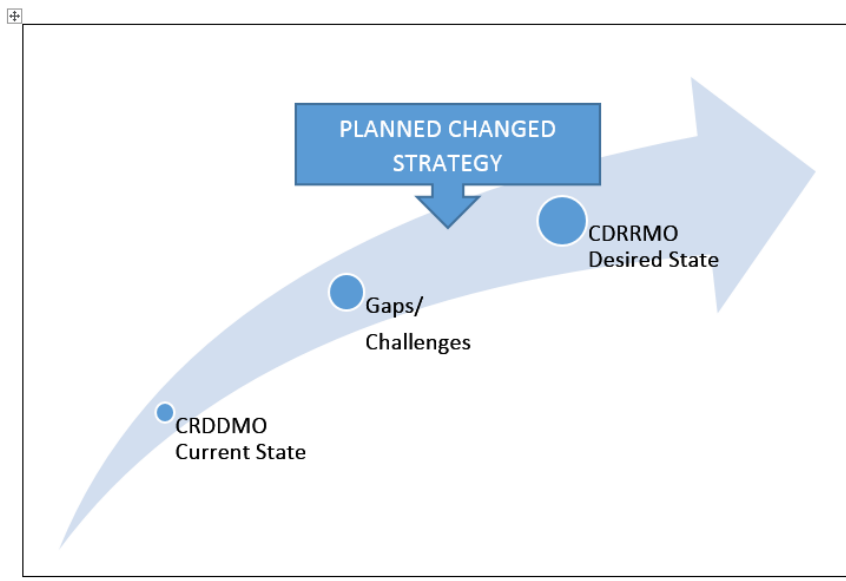 PLANNED CHANGED
STRATEGY
CDRRMO
Desired State
Gaps/
Challenges
CRDDMO
Current State